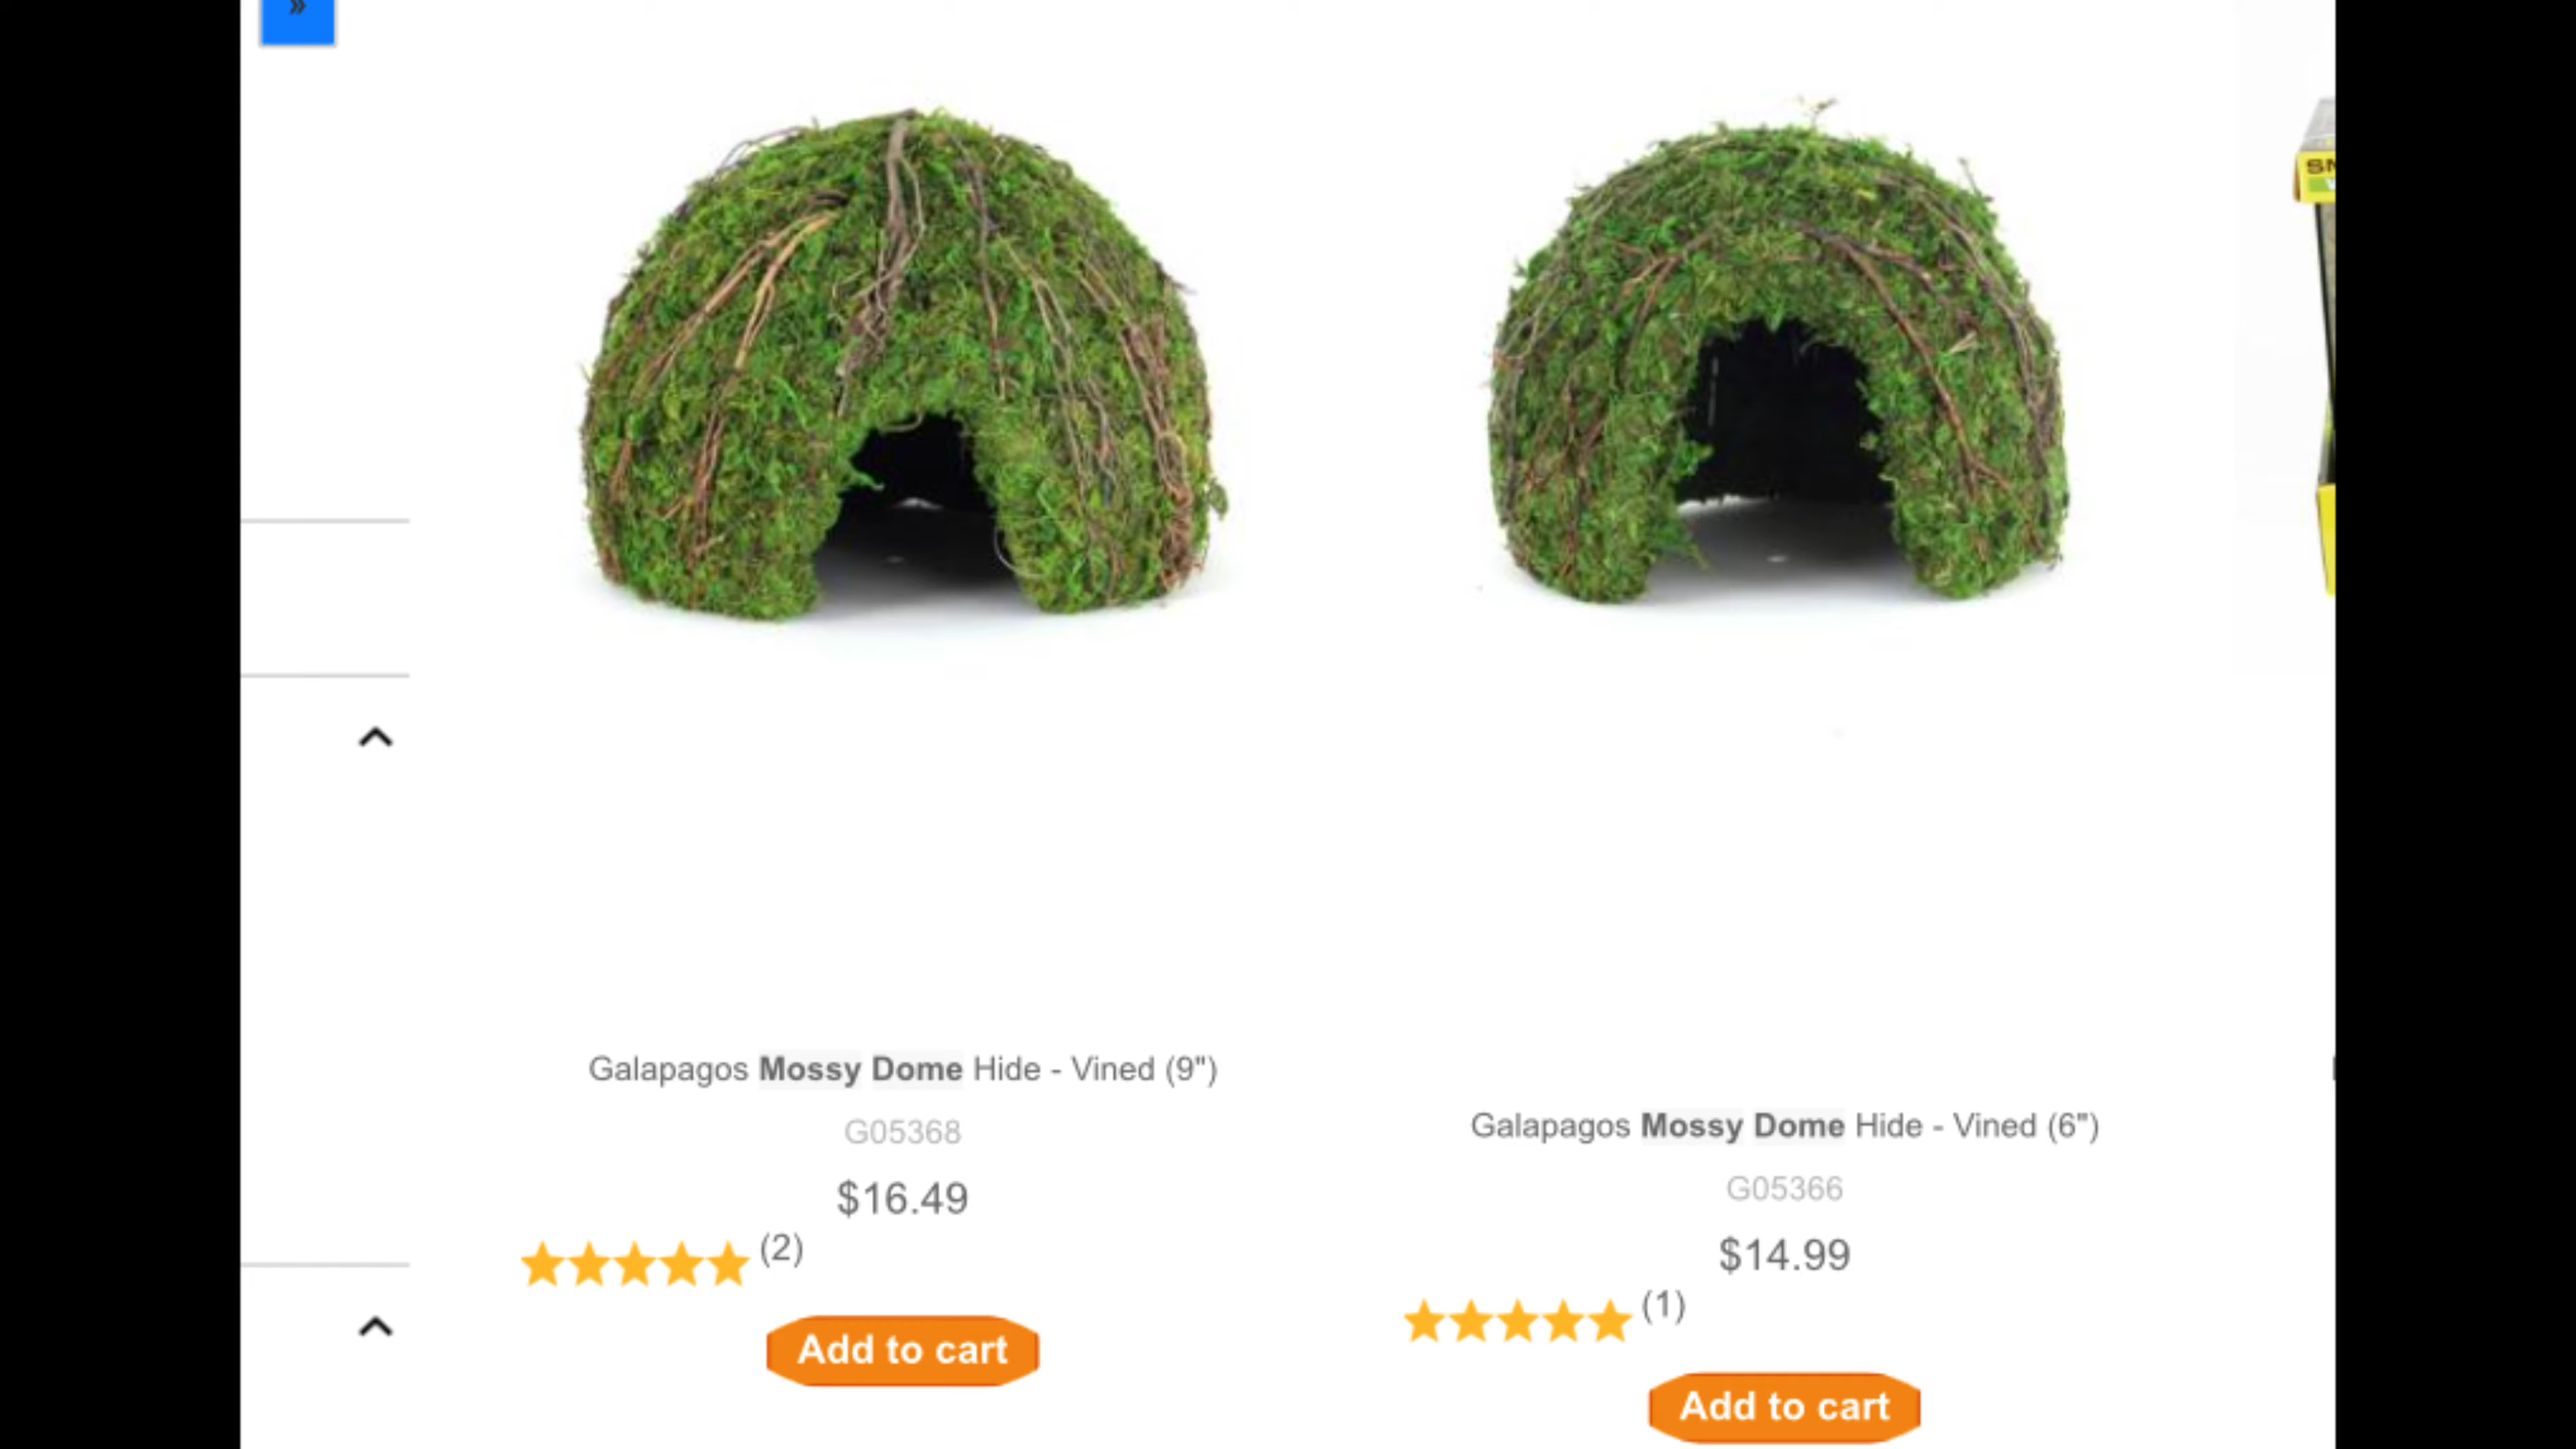 »
Galapagos Mossy Dome Hide - Vined (9")
G05368
$16.49
(2)
Add to cart
Galapagos Mossy Dome Hide - Vined (6")
G05366
$14.99
(1)
Add to cart